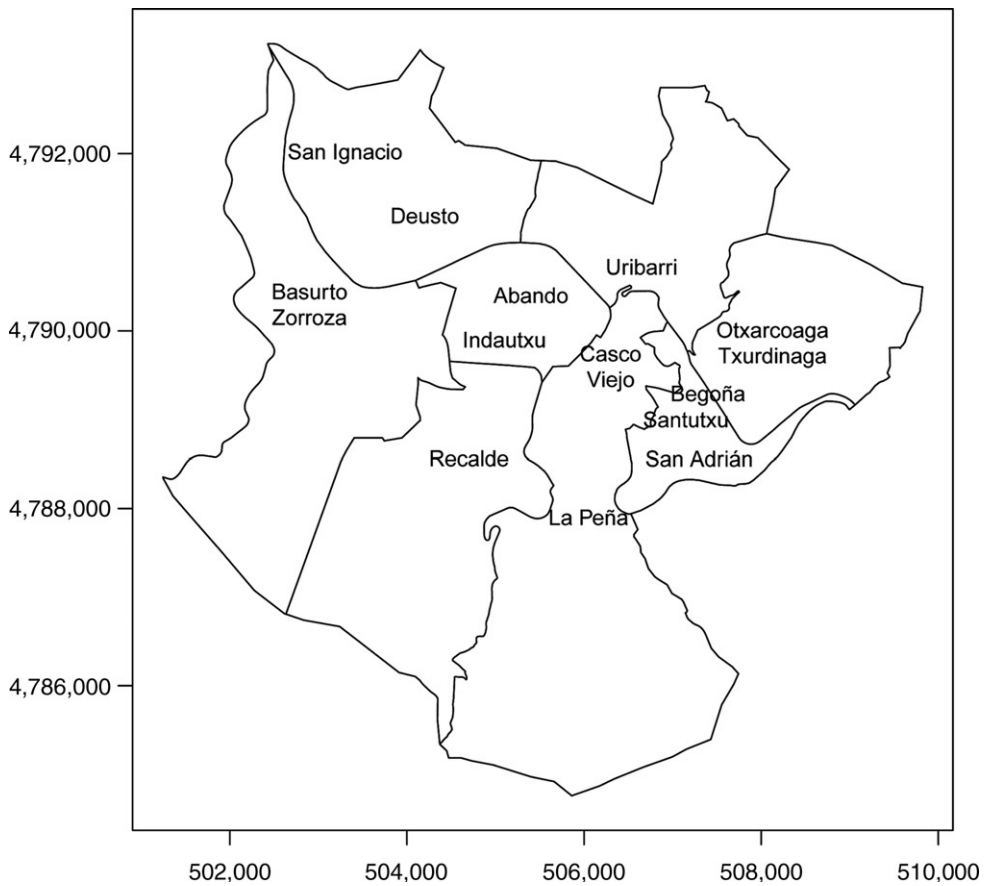 4,792,000
4,790,000
4,788,000
4,786,000
San Ignacio
Deusto
Uribarri
Basurto
Zorroza
Abando
Indautxu
Otxarcoaga
Txurdinaga
Casco
Viejo
Begoña
Santutxu
Recalde
San Adrián
La Peña
502,000
504,000
506,000
508,000
510,000